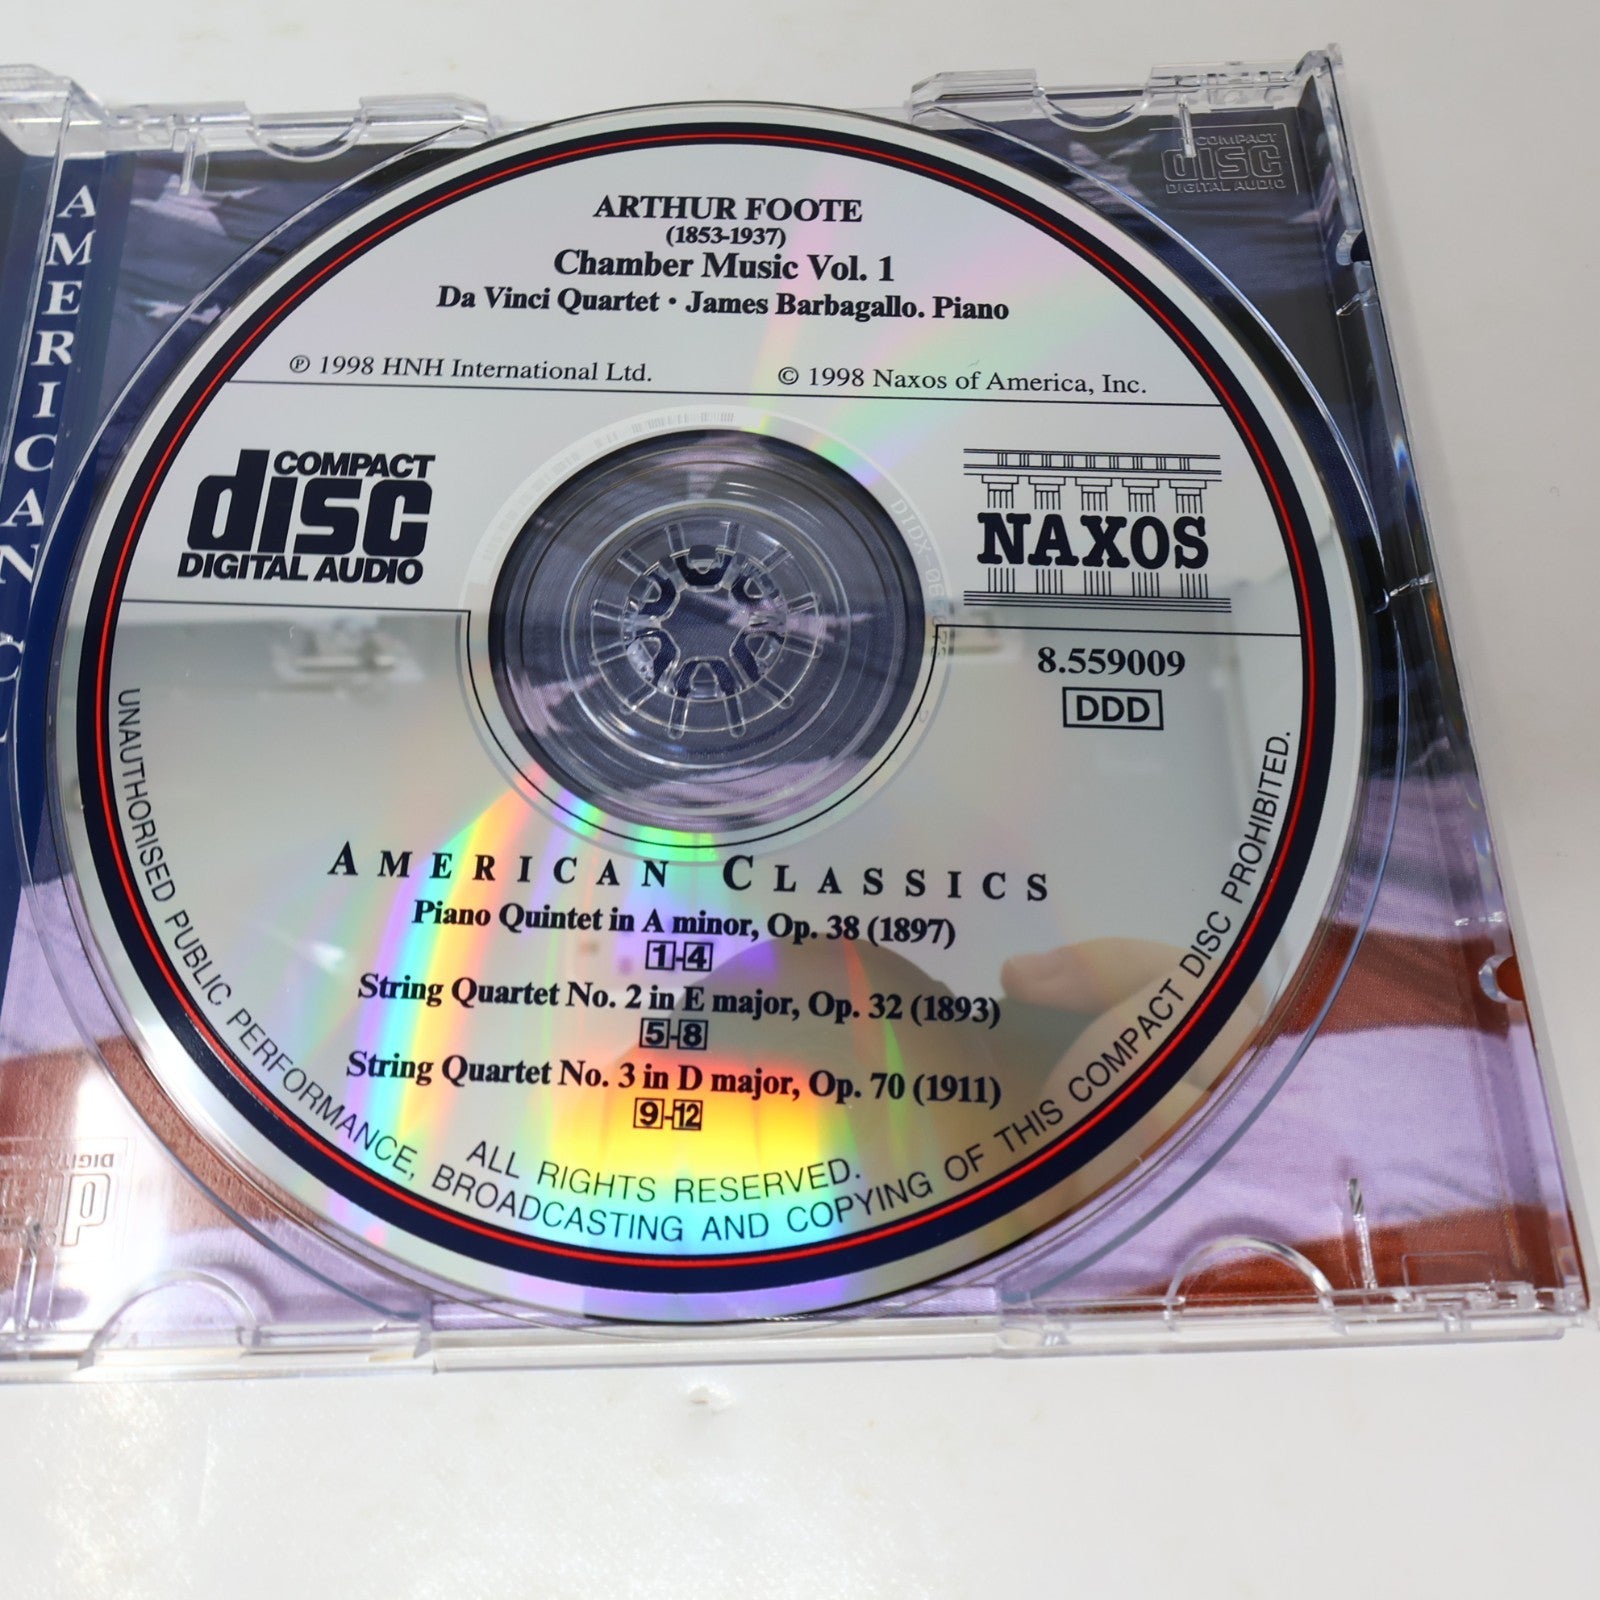 AMERICAN CL
COMPACT
disc
DIGITAL AUDIO
ARTHUR FOOTE
(1853-1937)
Chamber Music Vol. 1
Da Vinci Quartet • James Barbagallo. Piano
℗ 1998 HNH International Ltd.
© 1998 Naxos of America, Inc.
COMPACT
disc
DIGITAL AUDIO
NAXOS
8.559009
DDD
AMERICAN CLASSICS
Piano Quintet in A minor, Op. 38 (1897)
1-4
String Quartet No. 2 in E major, Op. 32 (1893)
5-8
String Quartet No. 3 in D major, Op. 70 (1911)
9-12
ALL RIGHTS RESERVED.
UNAUTHORISED PUBLIC PERFORMANCE, BROADCASTING AND COPYING OF THIS COMPACT DISC PROHIBITED.